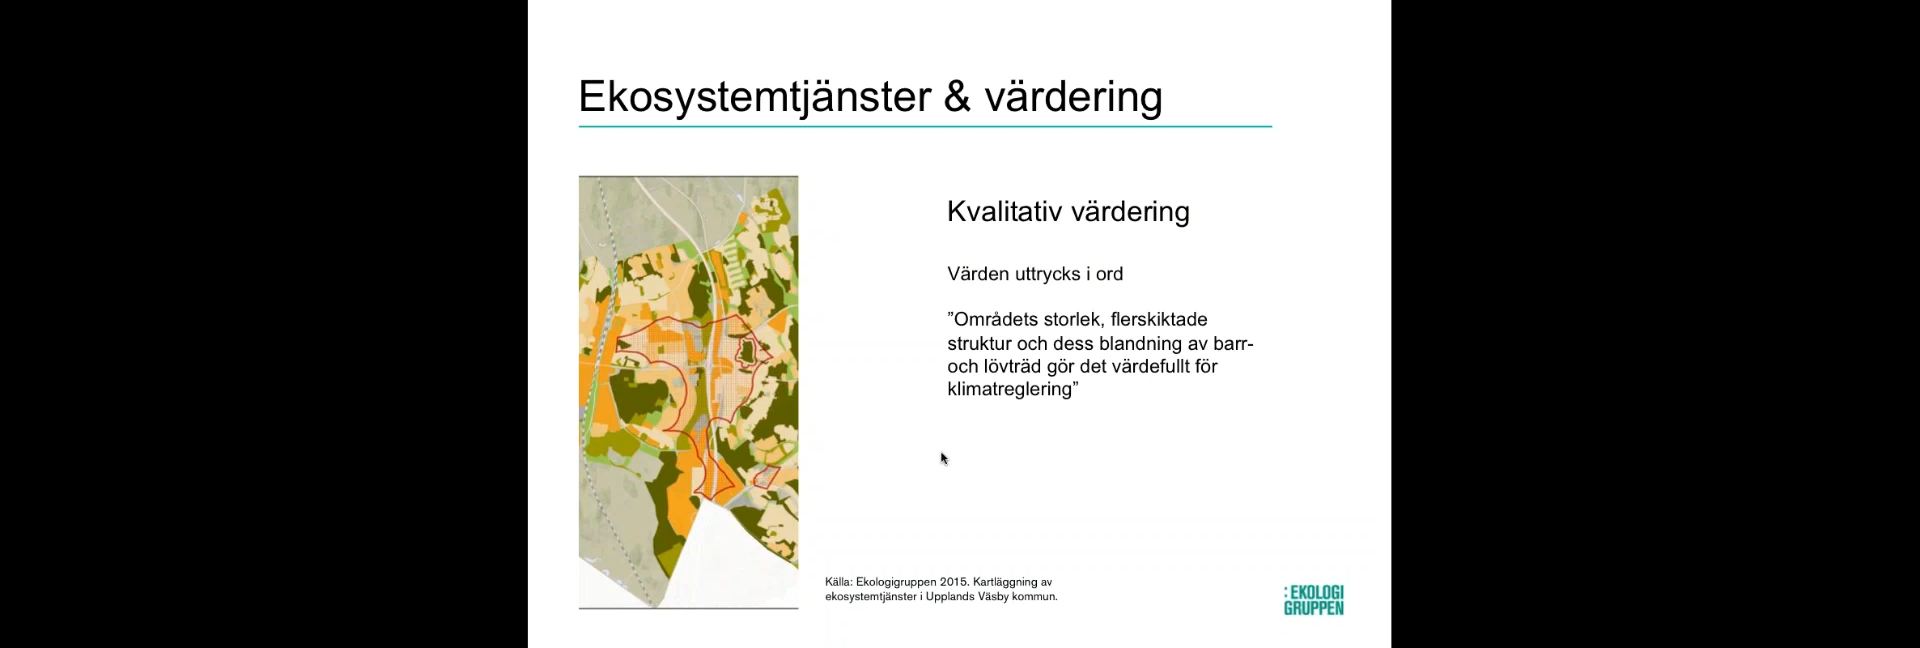 Ekosystemtjänster & värdering
Kvalitativ värdering
Värden uttrycks i ord
”Områdets storlek, flerskiktade
struktur och dess blandning av barr-
och lövträd gör det värdefullt för
klimatreglering”
Källa: Ekologigruppen 2015. Kartläggning av
ekosystemtjänster i Upplands Väsby kommun.
:EKOLOGI
GRUPPEN